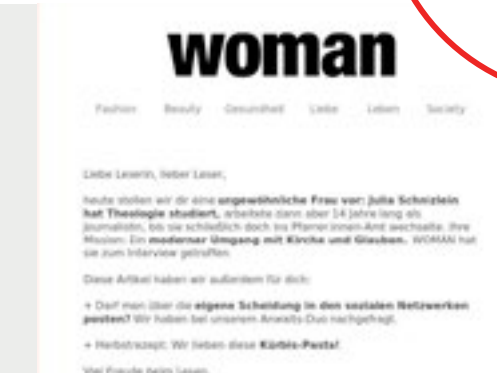 woman
Fashion Beauty Gesundheit Liebe Leben Society
Liebe Leserin, lieber Leser,
heute stellen wir dir eine ungewöhnliche Frau vor: Julia Schnizlein
hat Theologie studiert, arbeitete dann aber 14 Jahre lang als
Journalistin, bis sie schließlich doch ins Pfarrer:innen-Amt wechselte. Ihre
Mission: Ein moderner Umgang mit Kirche und Glauben. WOMAN hat
sie zum Interview getroffen.
Diese Artikel haben wir außerdem für dich:
+ Darf man über die eigene Scheidung in den sozialen Netzwerken
posten? Wir haben bei unserem Anwalts-Duo nachgefragt.
+ Herbstrezept: Wir lieben diese Kürbis-Pasta!
Viel Freude beim Lesen,